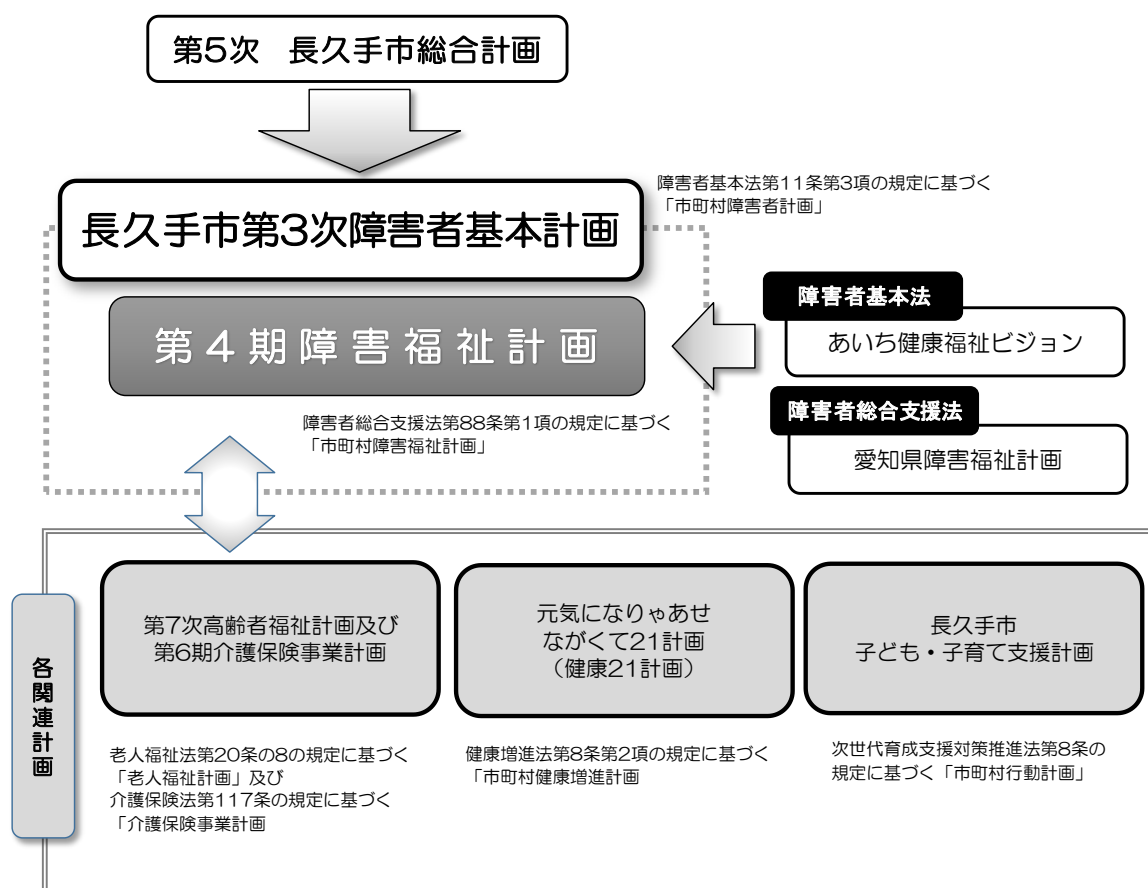 第5次　長久手市総合計画
長久手市第3次障害者基本計画
障害者基本法第11条第3項の規定に基づく
「市町村障害者計画」
第4期障害福祉計画
障害者総合支援法第88条第1項の規定に基づく
「市町村障害福祉計画」
障害者基本法
あいち健康福祉ビジョン
障害者総合支援法
愛知県障害福祉計画
各関連計画
第7次高齢者福祉計画及び
第6期介護保険事業計画
老人福祉法第20条の8の規定に基づく
「老人福祉計画」及び
介護保険法第117条の規定に基づく
「介護保険事業計画
元気になりゃあせ
ながくて21計画
（健康21計画）
健康増進法第8条第2項の規定に基づく
「市町村健康増進計画
長久手市
子ども・子育て支援計画
次世代育成支援対策推進法第8条の
規定に基づく「市町村行動計画」